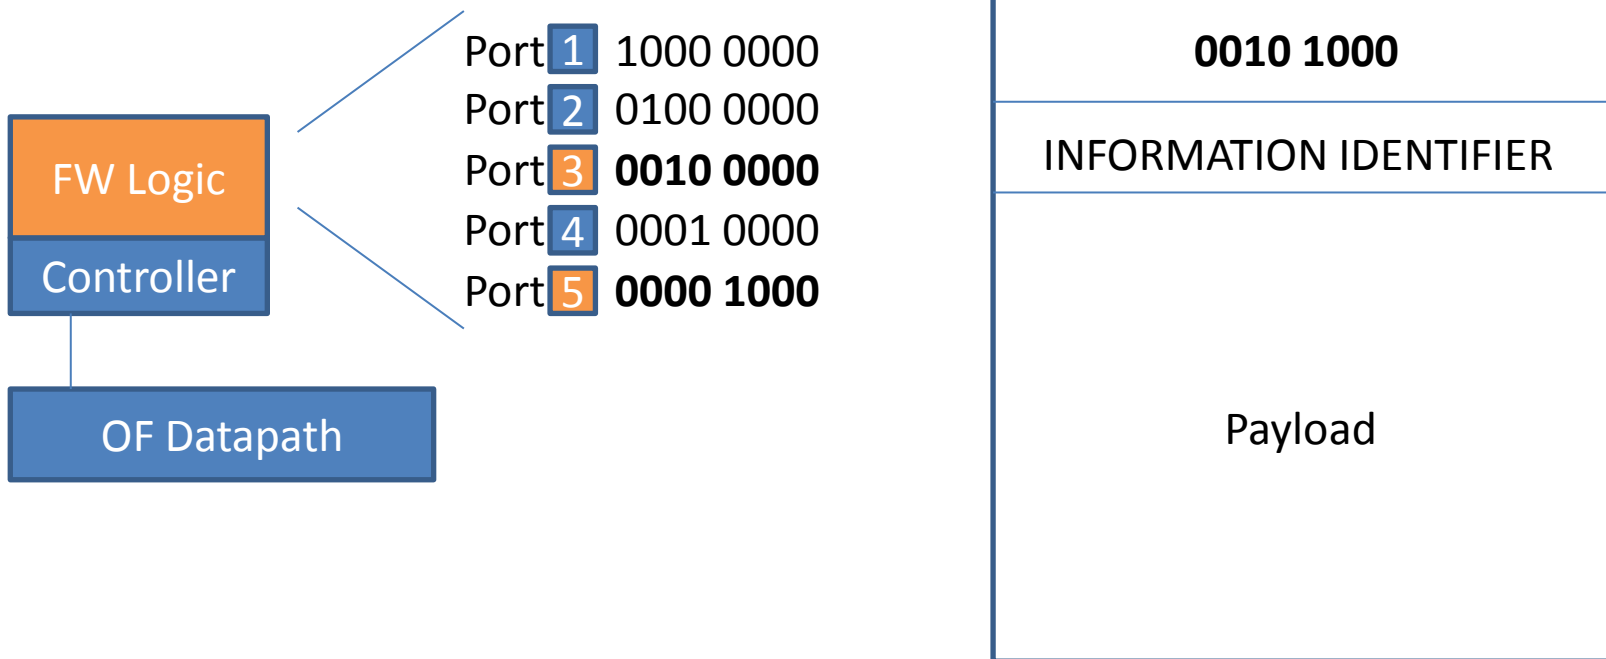 FW Logic
Controller
OF Datapath
Port 1 1000 0000
Port 2 0100 0000
Port 3 0010 0000
Port 4 0001 0000
Port 5 0000 1000
0010 1000
INFORMATION IDENTIFIER
Payload